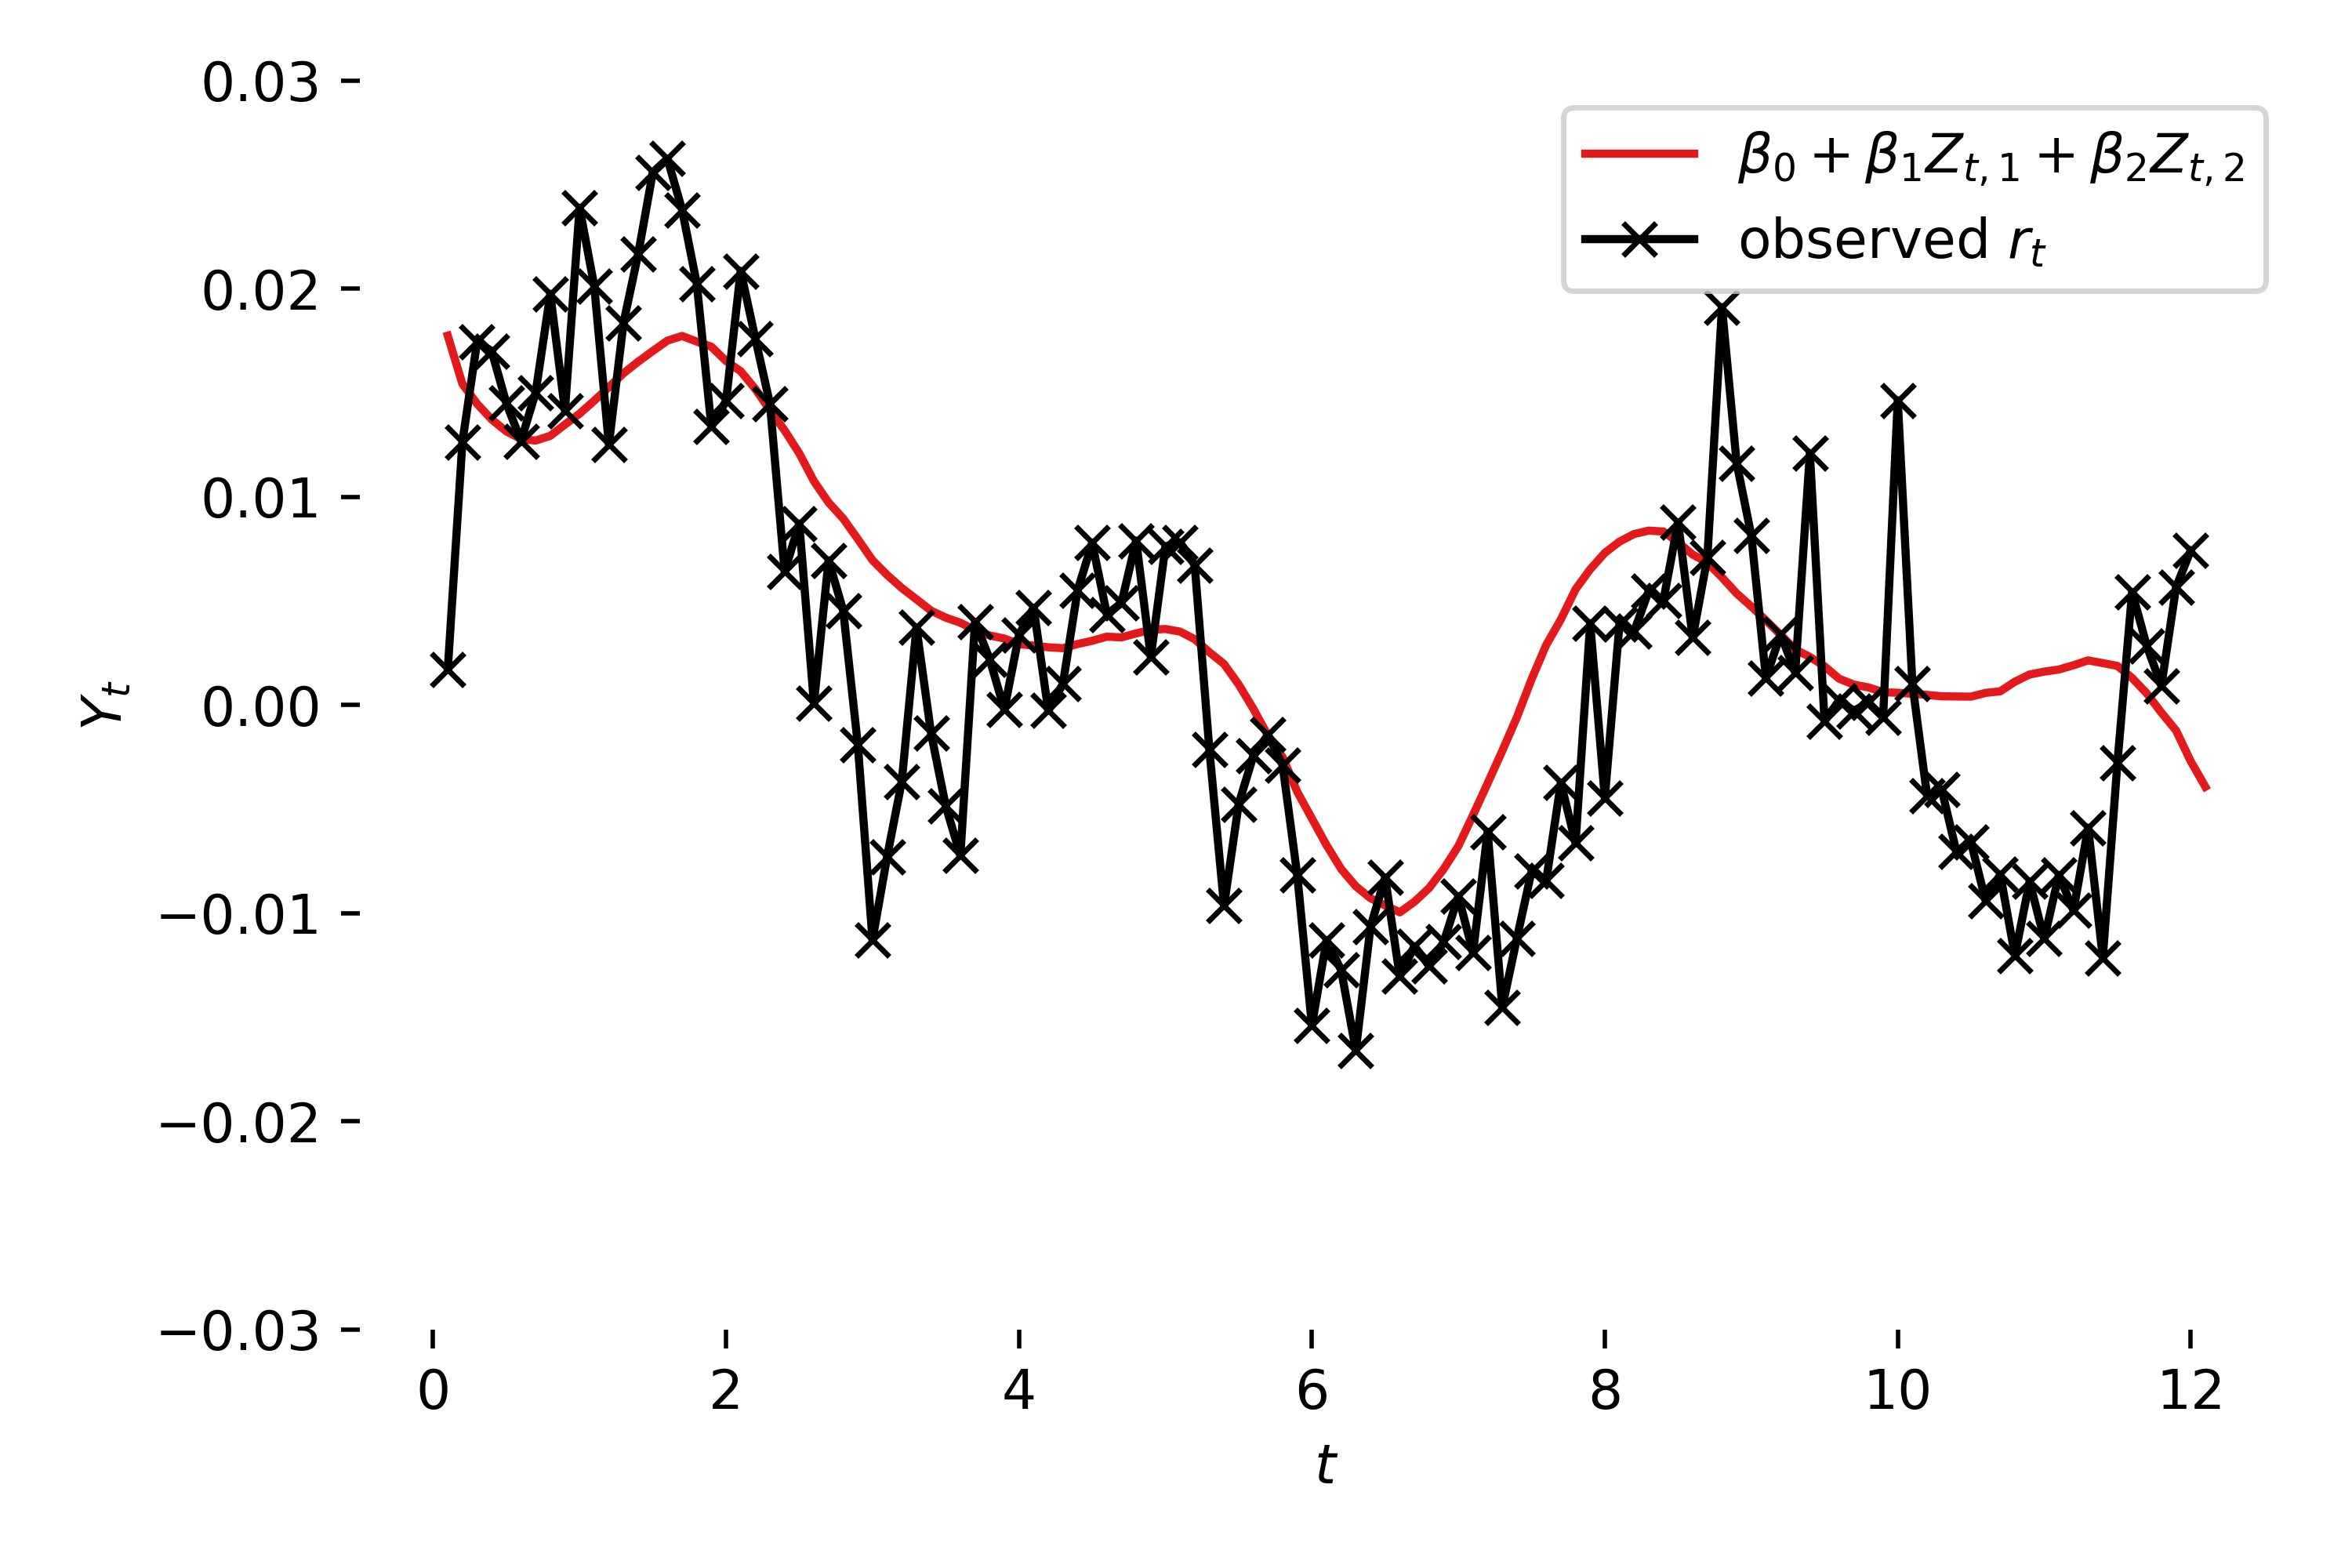 0.03
0.02
0.01
0.00
−0.01
−0.02
−0.03
Y_t
0 2 4 6 8 10 12
t
β_0 + β_1Z_{t,1} + β_2Z_{t,2}
observed r_t